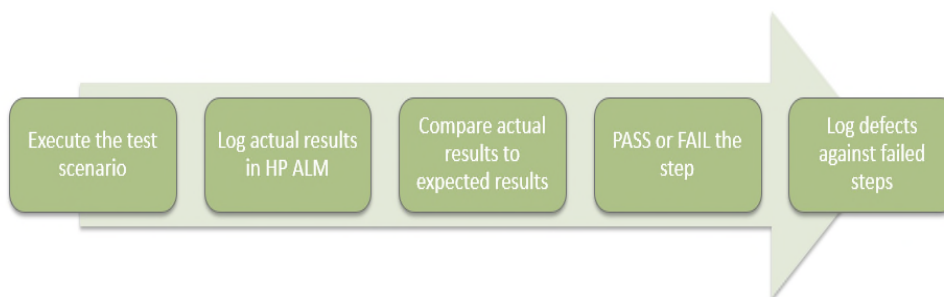 Execute the test
scenario
Log actual results
in HP ALM
Compare actual
results to
expected results
PASS or FAIL the
step
Log defects
against failed
steps